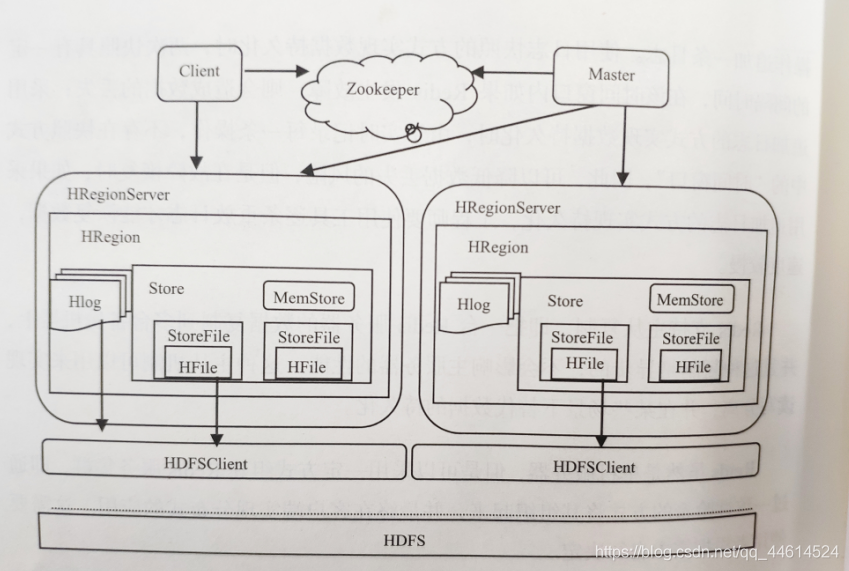 Client
Zookeeper
Master
HRegionServer
HRegion
Hlog
Store
MemStore
StoreFile
HFile
StoreFile
HFile
HRegionServer
HRegion
Hlog
Store
MemStore
StoreFile
HFile
StoreFile
HFile
HDFSClient
HDFSClient
HDFS
https://blog.csdn.net/qq_44614524